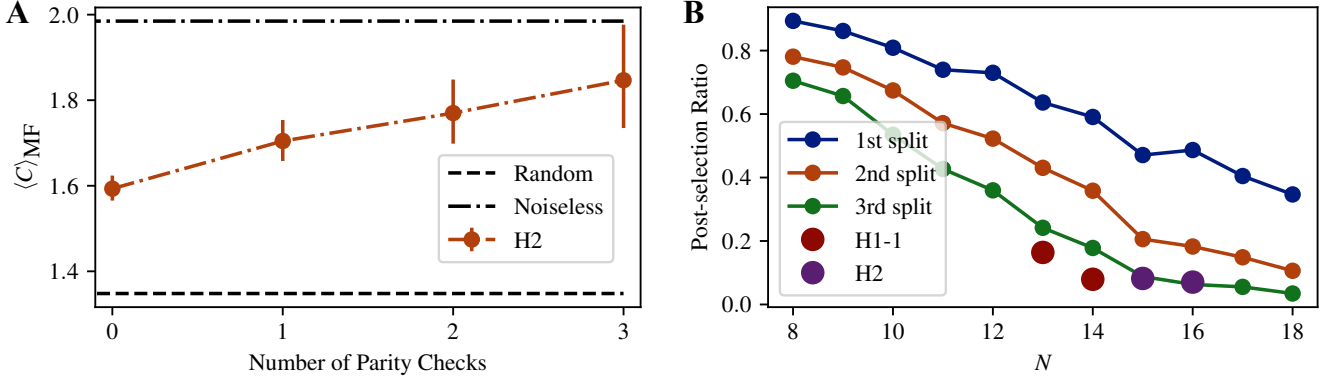 A
2.0
1.8
1.6
1.4
⟨C⟩MF
Random
Noiseless
H2
0
1
2
3
Number of Parity Checks
B
Post-selection Ratio
0.8
0.6
0.4
0.2
0.0
1st split
2nd split
3rd split
H1-1
H2
8
10
12
14
16
18
N